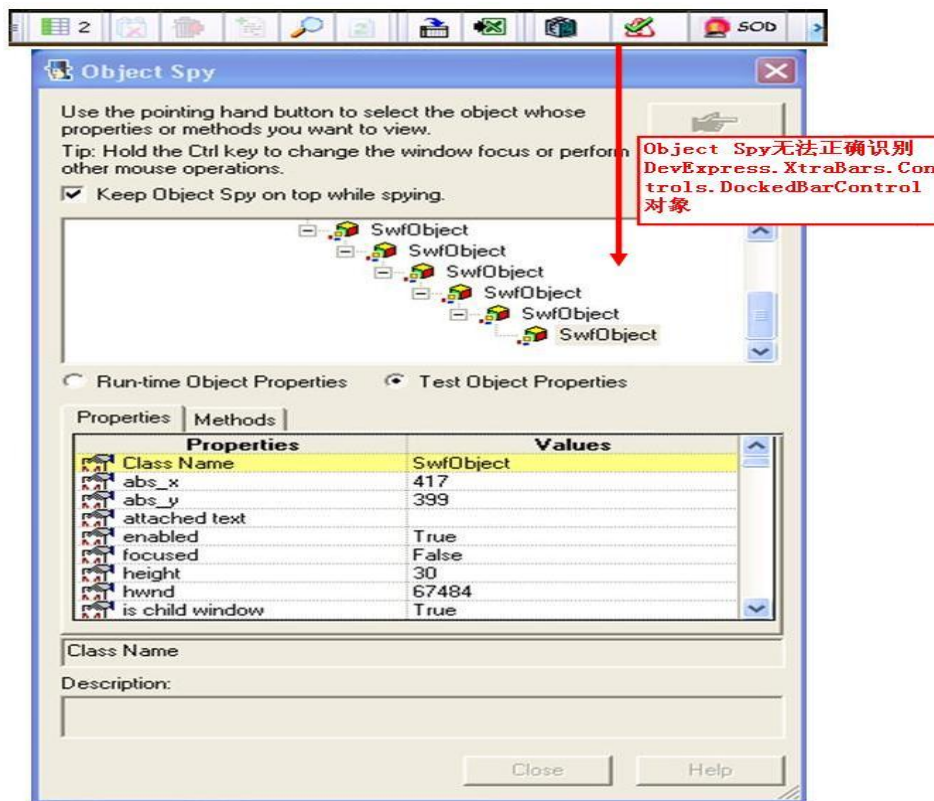 2
SOD
Object Spy
Use the pointing hand button to select the object whose
properties or methods you want to view.
Tip: Hold the Ctrl key to change the window focus or perform
other mouse operations.
Keep Object Spy on top while spying.
Object Spy无法正确识别
DevExpress.XtraBars.Con
trols.DockedBarControl
对象
SwfObject
SwfObject
SwfObject
SwfObject
SwfObject
SwfObject
Run-time Object Properties Test Object Properties
Properties Methods
Properties Values
Class Name SwfObject
abs_x 417
abs_y 399
attached text
enabled True
focused False
height 30
hwnd 67484
is child window True
Class Name
Description:
Close Help